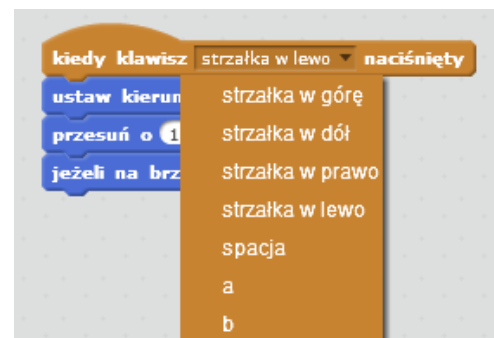 kiedy klawisz strzałka w lewo naciśnięty
ustaw kierun
strzałka w górę
przesuń o 1
strzałka w dół
jeżeli na brz
strzałka w prawo
strzałka w lewo
spacja
a
b